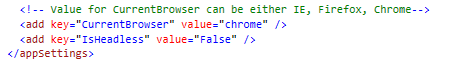 <!-- Value for CurrentBrowser can be either IE, Firefox, Chrome-->
<add key="CurrentBrowser" value="chrome" />
<add key="IsHeadless" value="False" />
</appSettings>